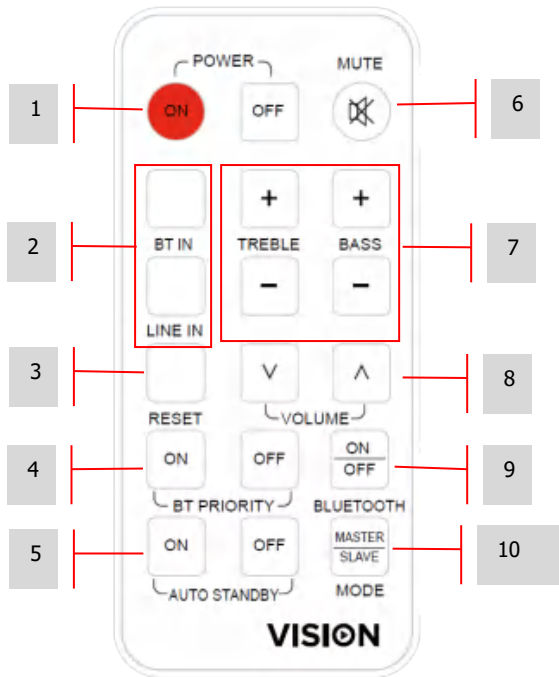 POWER MUTE
1 ON OFF 6
+ +
2 BT IN TREBLE BASS 7
- -
LINE IN
3 8
RESET VOLUME
4 ON OFF ON OFF 9
BT PRIORITY BLUETOOTH
5 ON OFF MASTER SLAVE 10
AUTO STANDBY MODE
VISION